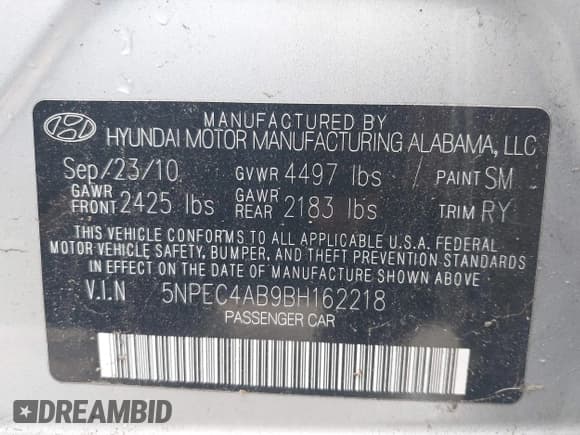 MANUFACTURED BY
HYUNDAI MOTOR MANUFACTURING ALABAMA, LLC
Sep/23/10 GVWR 4497 lbs / PAINT SM
GAWR FRONT 2425 lbs GAWR REAR 2183 lbs TRIM RY
THIS VEHICLE CONFORMS TO ALL APPLICABLE U.S.A. FEDERAL
MOTOR VEHICLE SAFETY, BUMPER, AND THEFT PREVENTION STANDARDS
IN EFFECT ON THE DATE OF MANUFACTURE SHOWN ABOVE.
V.I.N 5NPEC4AB9BH162218
PASSENGER CAR
DREAMBID